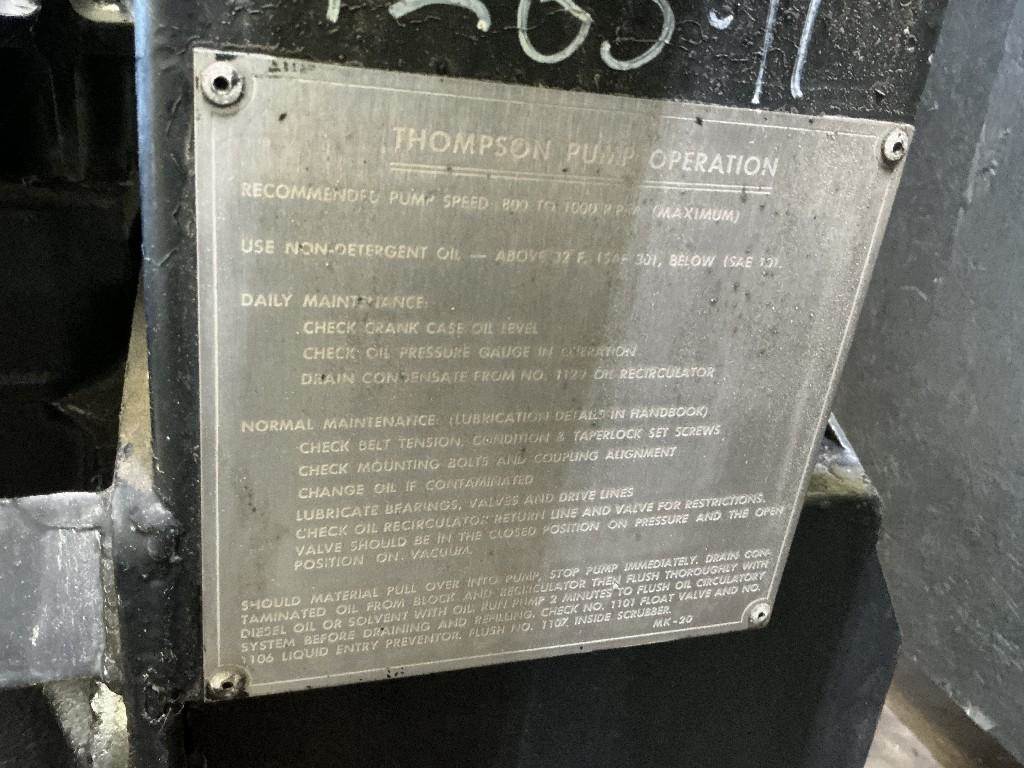 THOMPSON PUMP OPERATION
RECOMMENDED PUMP SPEED: 800 TO 1000 R.P.M. (MAXIMUM)
USE NON-DETERGENT OIL — ABOVE 32 F. (SAE 30), BELOW (SAE 10).
DAILY MAINTENANCE:
CHECK CRANK CASE OIL LEVEL
CHECK OIL PRESSURE GAUGE IN OPERATION
DRAIN CONDENSATE FROM NO. OIL RECIRCULATOR
NORMAL MAINTENANCE: (LUBRICATION DETAILS IN HANDBOOK)
CHECK BELT TENSION, CONDITION & TAPERLOCK SET SCREWS
CHECK MOUNTING BOLTS AND COUPLING ALIGNMENT
CHANGE OIL IF CONTAMINATED
LUBRICATE BEARINGS, VALVES AND DRIVE LINES
CHECK OIL RECIRCULATOR RETURN LINE AND VALVE FOR RESTRICTIONS.
VALVE SHOULD BE IN THE CLOSED POSITION ON PRESSURE AND THE OPEN
POSITION ON VACUUM.
SHOULD MATERIAL PULL OVER INTO PUMP, STOP PUMP IMMEDIATELY. DRAIN CON-
TAMINATED OIL FROM BLOCK AND RECIRCULATOR THEN FLUSH THOROUGHLY WITH
DIESEL OIL OR SOLVENT WITH OIL. RUN PUMP 2 MINUTES TO FLUSH OIL CIRCULATORY
SYSTEM BEFORE DRAINING AND REFILLING. CHECK NO. 1101 FLOAT VALVE AND NO.
1106 LIQUID ENTRY PREVENTOR. FLUSH NO. 1107. INSIDE SCRUBBER. MK-20